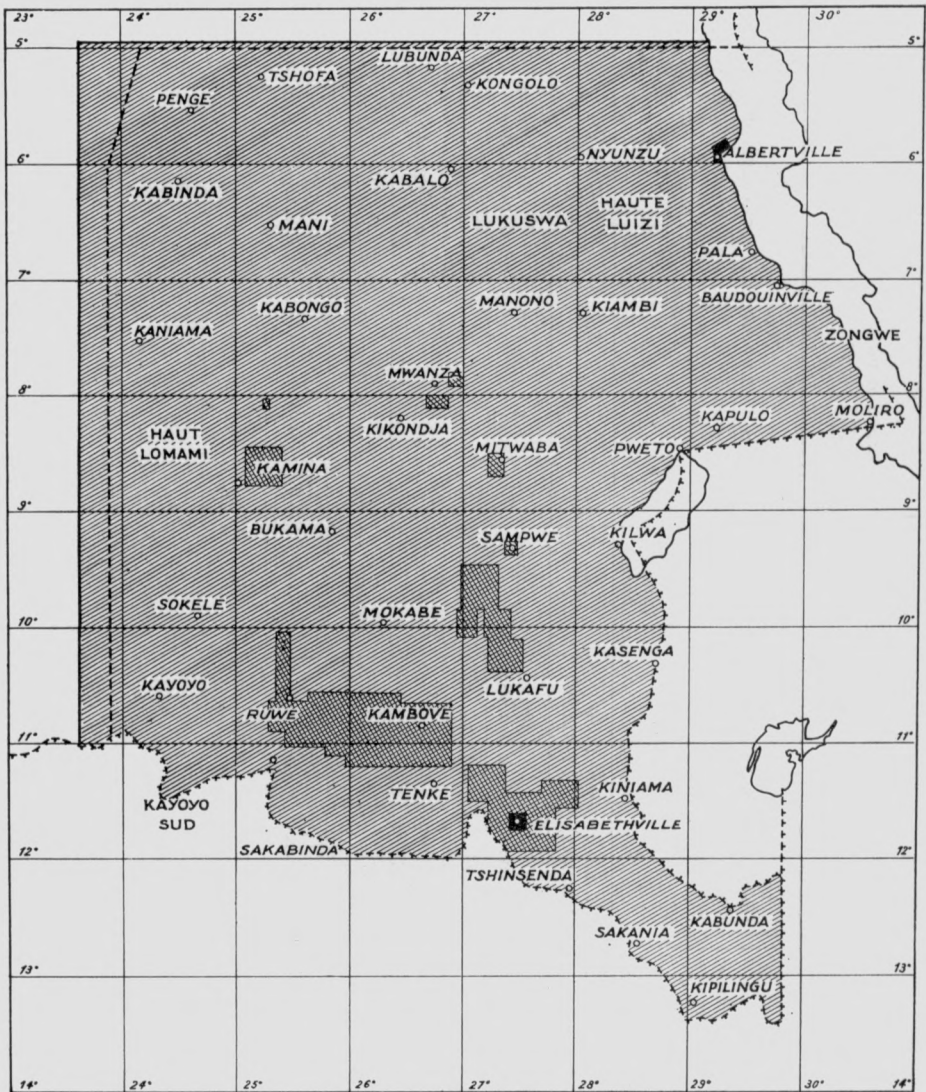 23° 24° 25° 26° 27° 28° 29° 30°
5° 5°
LUBUNDA
TSHOFA
KONGOLO
PENGE
NYUNZU
ALBERTVILLE
6° 6°
KABALO
KABINDA
HAUTE
LUIZI
LUKUSWA
MANI
PALA
7° 7°
BAUDOUINVILLE
KABONGO
MANONO
KIAMBI
KANIAMA
ZONGWE
MWANZA
8° 8°
KIKONDJA
KAPULO
MOLIRO
HAUT
LOMAMI
MITWABA
PWETO
KAMINA
9° 9°
BUKAMA
SAMPWE
KILWA
SOKELE
MOKABE
10° 10°
KASENGA
KAYOYO
LUKAFU
RUWE
KAMBOVE
11° 11°
TENKE
KINIAMA
KAYOYO
SUD
ELISABETHVILLE
SAKABINDA
12° 12°
TSHINSENDA
KABUNDA
SAKANIA
13° 13°
KIPILINGU
14° 24° 25° 26° 27° 28° 29° 30° 14°